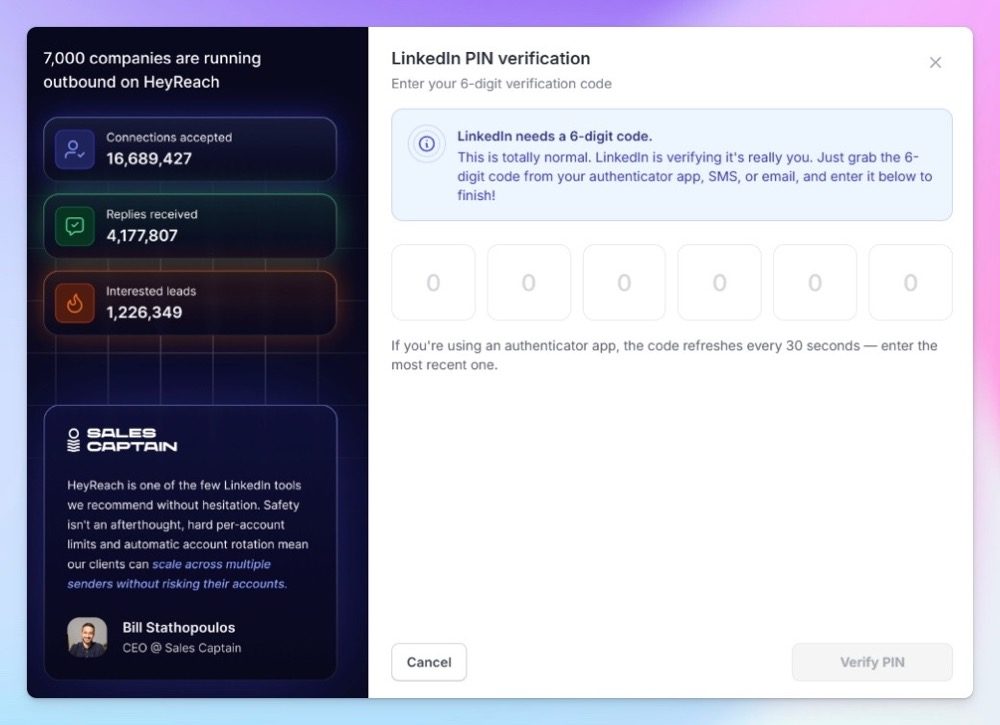 7,000 companies are running
outbound on HeyReach
Connections accepted
16,689,427
Replies received
4,177,807
Interested leads
1,226,349
SALES
CAPTAIN
HeyReach is one of the few LinkedIn tools
we recommend without hesitation. Safety
isn't an afterthought, hard per-account
limits and automatic account rotation mean
our clients can scale across multiple
senders without risking their accounts.
Bill Stathopoulos
CEO @ Sales Captain
LinkedIn PIN verification
Enter your 6-digit verification code
LinkedIn needs a 6-digit code.
This is totally normal. LinkedIn is verifying it's really you. Just grab the 6-
digit code from your authenticator app, SMS, or email, and enter it below to
finish!
0 0 0 0 0 0
If you're using an authenticator app, the code refreshes every 30 seconds — enter the
most recent one.
Cancel
Verify PIN